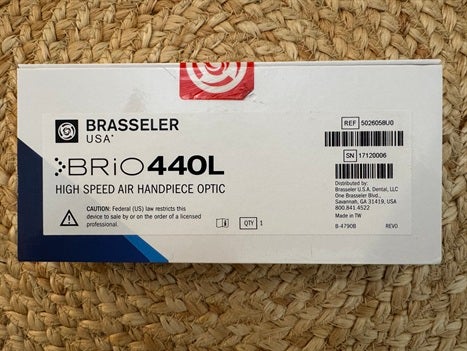 BRASSELER
USA
BRiO 440L
HIGH SPEED AIR HANDPIECE OPTIC
CAUTION: Federal (US) law restricts this
device to sale by or on the order of a licensed
professional.
QTY 1
REF 5026058U0
SN 17120006
Distributed by:
Brasseler U.S.A. Dental, LLC
One Brasseler Blvd.,
Savannah, GA 31419, USA
800.841.4522
Made in TW
B-4790B REV0